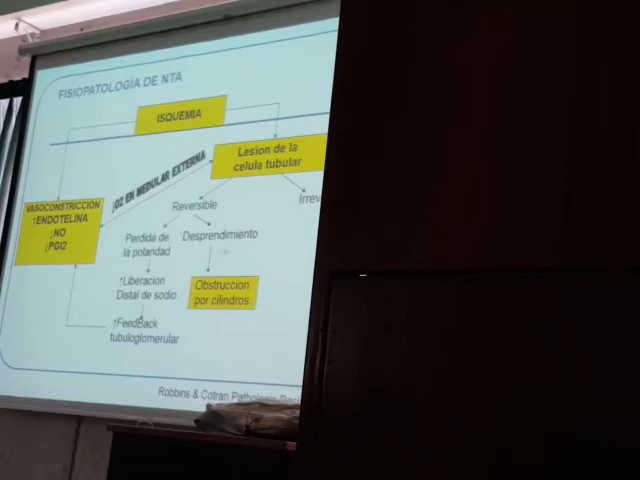 FISIOPATOLOGÍA DE NTA
ISQUEMIA
Lesion de la
celula tubular
↓O2 EN MEDULAR EXTERNA
VASOCONSTRICCION
↑ENDOTELINA
↓NO
↓PGI2
Reversible
Irrev
Perdida de
la polaridad
Desprendimiento
↑Liberacion
Distal de sodio
Obstruccion
por cilindros
↑FeedBack
tubuloglomerular
Robbins & Cotran Pathologic